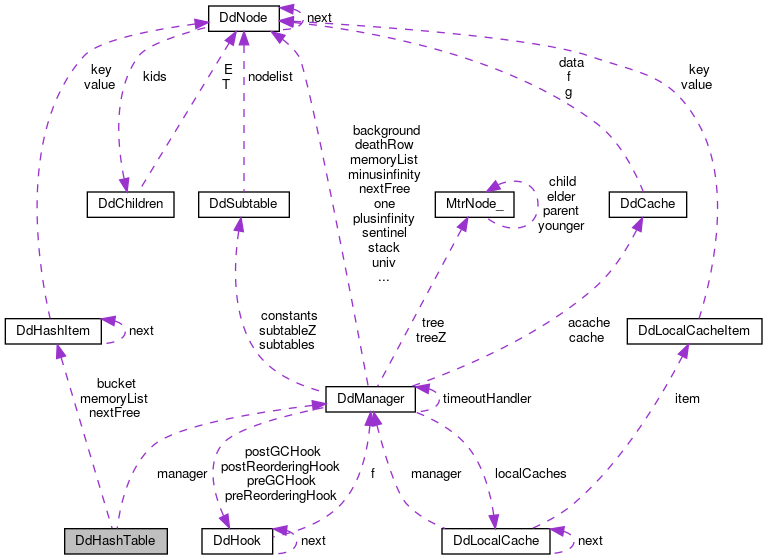 DdNode
next
key
value
kids
E
T
nodelist
data
f
g
key
value
background
deathRow
memoryList
minusinfinity
nextFree
one
plusinfinity
sentinel
stack
univ
...
child
elder
parent
younger
DdChildren
DdSubtable
MtrNode_
DdCache
DdHashItem
next
constants
subtableZ
subtables
tree
treeZ
acache
cache
DdLocalCacheItem
bucket
memoryList
nextFree
DdManager
timeoutHandler
item
manager
postGCHook
postReorderingHook
preGCHook
preReorderingHook
f
manager
localCaches
DdHashTable
DdHook
next
DdLocalCache
next